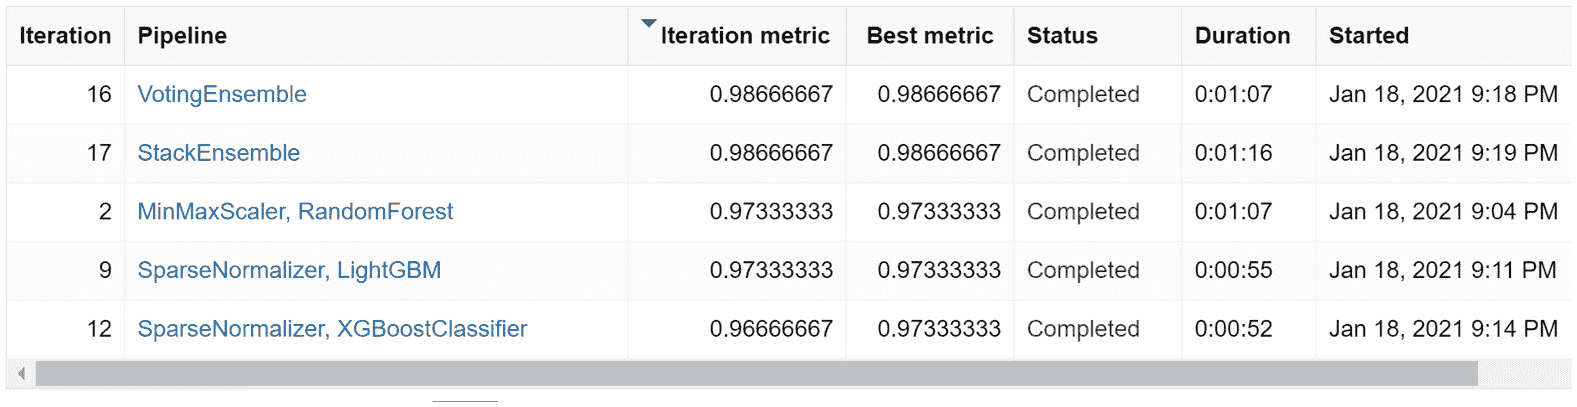 Iteration Pipeline Iteration metric Best metric Status Duration Started
16 VotingEnsemble 0.98666667 0.98666667 Completed 0:01:07 Jan 18, 2021 9:18 PM
17 StackEnsemble 0.98666667 0.98666667 Completed 0:01:16 Jan 18, 2021 9:19 PM
2 MinMaxScaler, RandomForest 0.97333333 0.97333333 Completed 0:01:07 Jan 18, 2021 9:04 PM
9 SparseNormalizer, LightGBM 0.97333333 0.97333333 Completed 0:00:55 Jan 18, 2021 9:11 PM
12 SparseNormalizer, XGBoostClassifier 0.96666667 0.97333333 Completed 0:00:52 Jan 18, 2021 9:14 PM